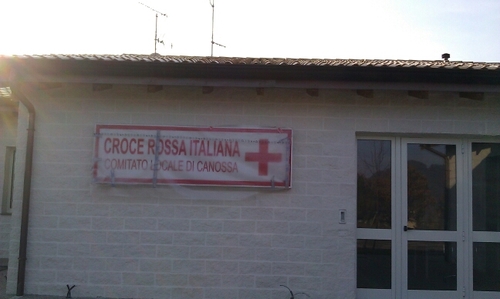 CROCE ROSSA ITALIANA
COMITATO LOCALE DI CANOSSA